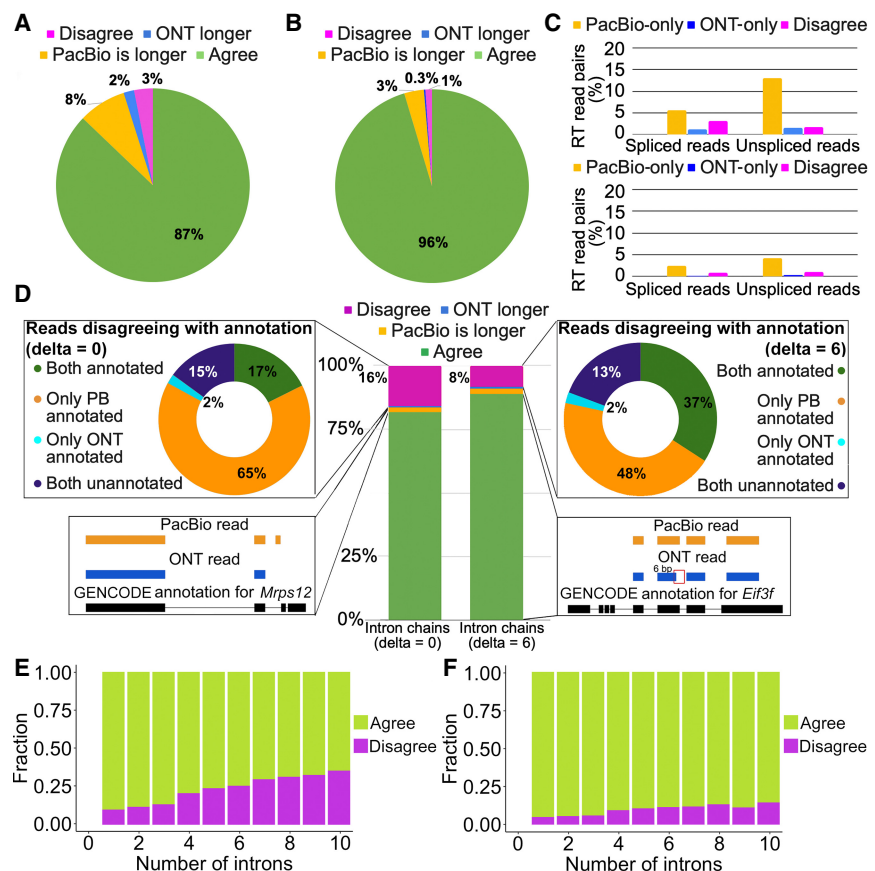 A
Disagree ONT longer
PacBio is longer Agree
8%
2%
3%
87%
B
Disagree ONT longer
PacBio is longer Agree
3%
0.3%
1%
96%
C
PacBio-only ONT-only Disagree
RT read pairs
(%)
20
15
10
5
0
Spliced reads Unspliced reads
PacBio-only ONT-only Disagree
RT read pairs
(%)
20
15
10
5
0
Spliced reads Unspliced reads
D
Disagree ONT longer
PacBio is longer
Agree
Reads disagreeing with annotation
(delta = 0)
Both annotated
Only PB
annotated
Only ONT
annotated
Both unannotated
15%
17%
2%
65%
100%
75%
25%
0%
16%
8%
Intron chains
(delta = 0)
Intron chains
(delta = 6)
Reads disagreeing with annotation
(delta = 6)
Both annotated
Only PB
annotated
Only ONT
annotated
Both unannotated
13%
37%
2%
48%
PacBio read
ONT read
GENCODE annotation for Mrps12
PacBio read
ONT read
6 bp
GENCODE annotation for Eif3f
E
Fraction
1.00
0.75
0.50
0.25
0.00
0 2 4 6 8 10
Number of introns
Agree
Disagree
F
Fraction
1.00
0.75
0.50
0.25
0.00
0 2 4 6 8 10
Number of introns
Agree
Disagree